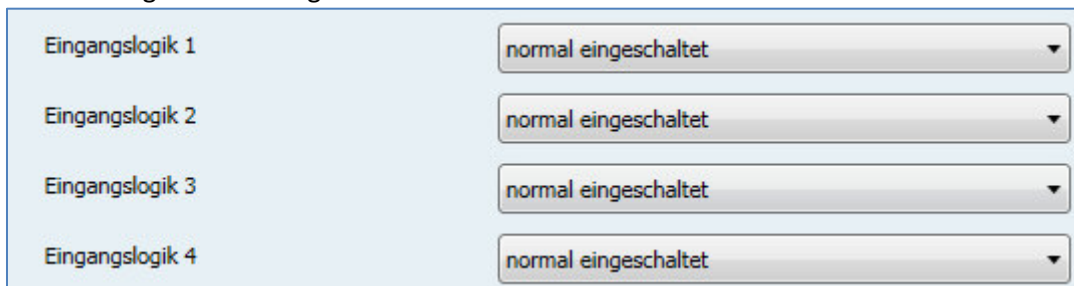 Eingangslogik 1 normal eingeschaltet
Eingangslogik 2 normal eingeschaltet
Eingangslogik 3 normal eingeschaltet
Eingangslogik 4 normal eingeschaltet